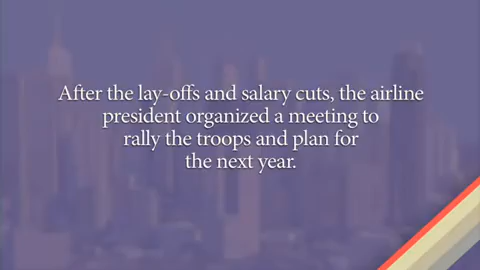 After the lay-offs and salary cuts, the airline
president organized a meeting to
rally the troops and plan for
the next year.